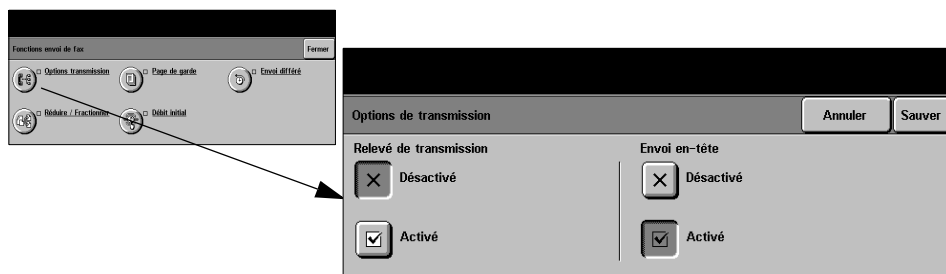 Fonctions envoi de fax
Fermer
Options transmission
Page de garde
Envoi différé
Réduire / Fractionner
Débit initial
Options de transmission
Annuler
Sauver
Relevé de transmission
Envoi en-tête
Désactivé
Désactivé
Activé
Activé